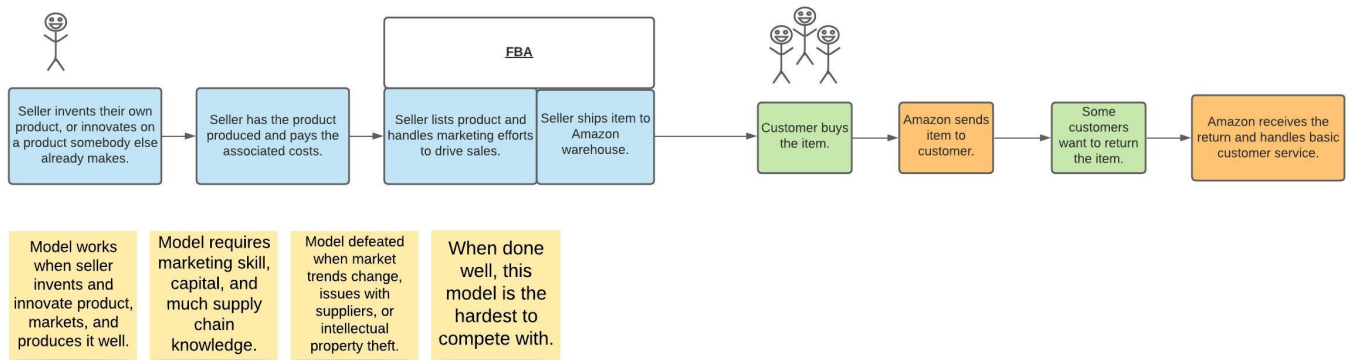 FBA
Seller invents their own
product, or innovates on
a product somebody else
already makes.
Seller has the product
produced and pays the
associated costs.
Seller lists product and
handles marketing efforts
to drive sales.
Seller ships item to
Amazon
warehouse.
Customer buys
the item.
Amazon sends
item to
customer.
Some
customers
want to return
the item.
Amazon receives the
return and handles basic
customer service.
Model works
when seller
invents and
innovate product,
markets, and
produces it well.
Model requires
marketing skill,
capital, and
much supply
chain
knowledge.
Model defeated
when market
trends change,
issues with
suppliers, or
intellectual
property theft.
When done
well, this
model is the
hardest to
compete with.